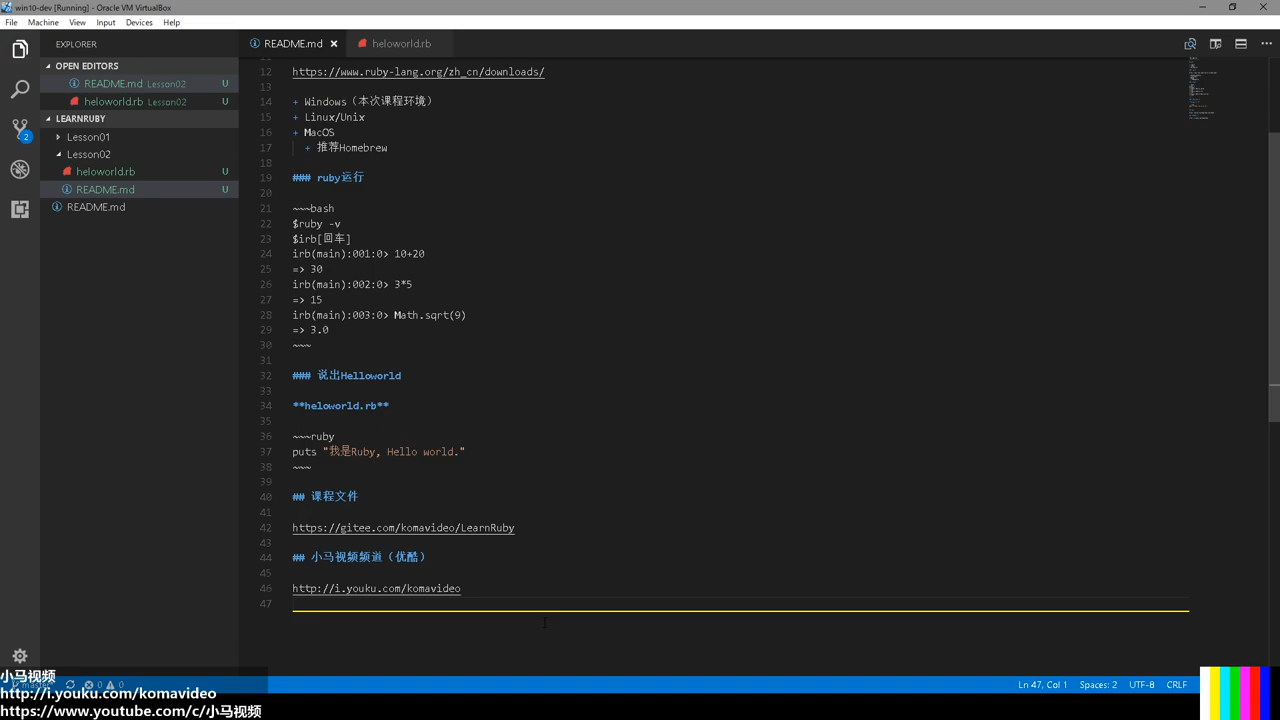 win10-dev [Running] - Oracle VM VirtualBox
File Machine View Input Devices Help
EXPLORER
README.md
heloworld.rb
OPEN EDITORS
README.md Lesson02 U
heloworld.rb Lesson02 U
LEARNRUBY
Lesson01
Lesson02
heloworld.rb U
README.md U
README.md
2
12 https://www.ruby-lang.org/zh_cn/downloads/
13
14 + Windows（本次课程环境）
15 + Linux/Unix
16 + MacOS
17 + 推荐Homebrew
18
19 ### ruby运行
20
21 ~~~bash
22 $ruby -v
23 $irb[回车]
24 irb(main):001:0> 10+20
25 => 30
26 irb(main):002:0> 3*5
27 => 15
28 irb(main):003:0> Math.sqrt(9)
29 => 3.0
30 ~~~
31
32 ### 说出Helloworld
33
34 **heloworld.rb**
35
36 ~~~ruby
37 puts "我是Ruby, Hello world."
38 ~~~
39
40 ## 课程文件
41
42 https://gitee.com/komavideo/LearnRuby
43
44 ## 小马视频频道（优酷）
45
46 http://i.youku.com/komavideo
47
小马视频
http://i.youku.com/komavideo
https://www.youtube.com/c/小马视频
0 0
Ln 47, Col 1 Spaces: 2 UTF-8 CRLF